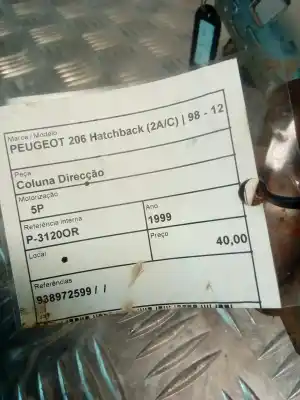 Marca / Modelo
PEUGEOT 206 Hatchback (2A/C) | 98 - 12
Peça
Coluna Direcção
Motorização
5P
Referência Interna
P-3120OR
Ano
1999
Local
Preço
40,00
Referências
938972599 / /